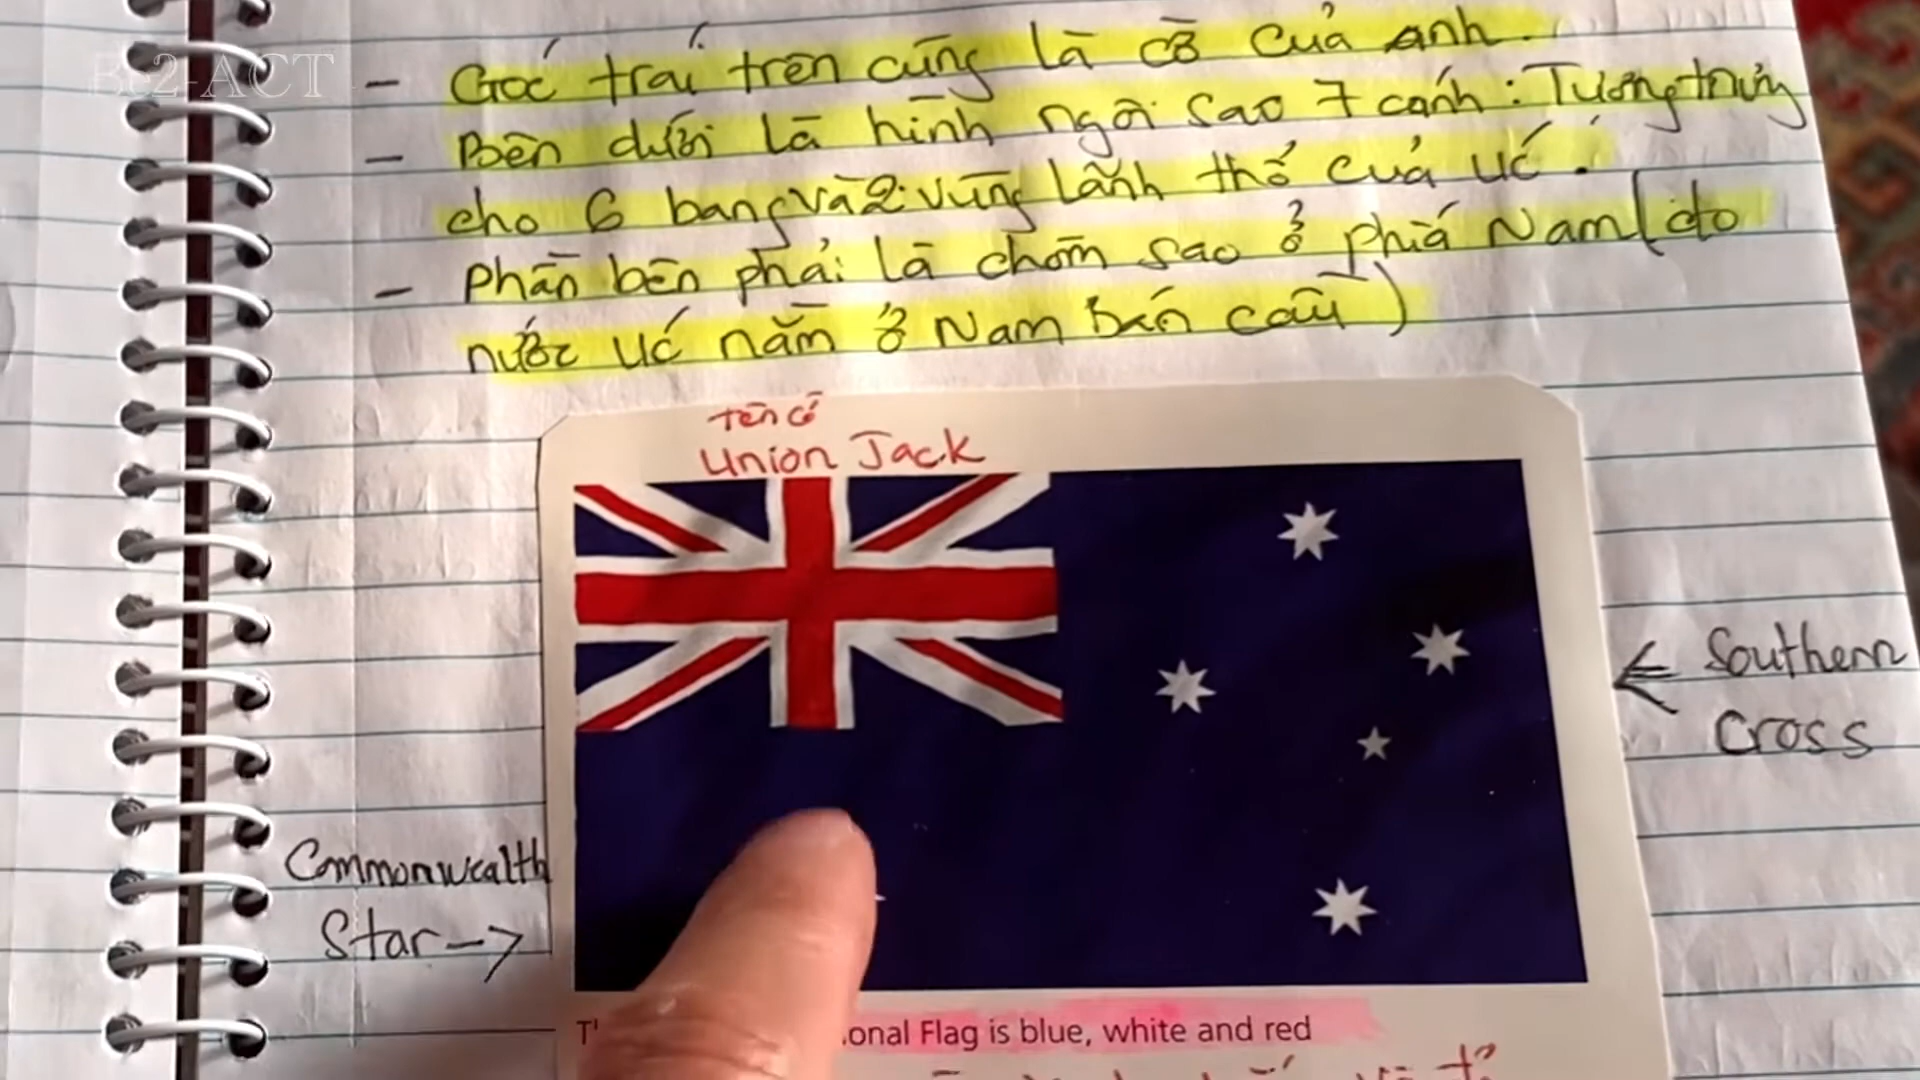 Bé2-ACT
- Góc trái trên cùng là cờ của anh.
- Bên dưới là hình ngôi sao 7 cánh: Tượng trưng
cho 6 bang và 2 vùng lãnh thổ của Úc.
- Phần bên phải là chòm sao ở phía Nam (do
nước Úc nằm ở Nam bán cầu)
tên cờ
Union Jack
← Southern
Cross
Commonwealth
Star -->
onal Flag is blue, white and red